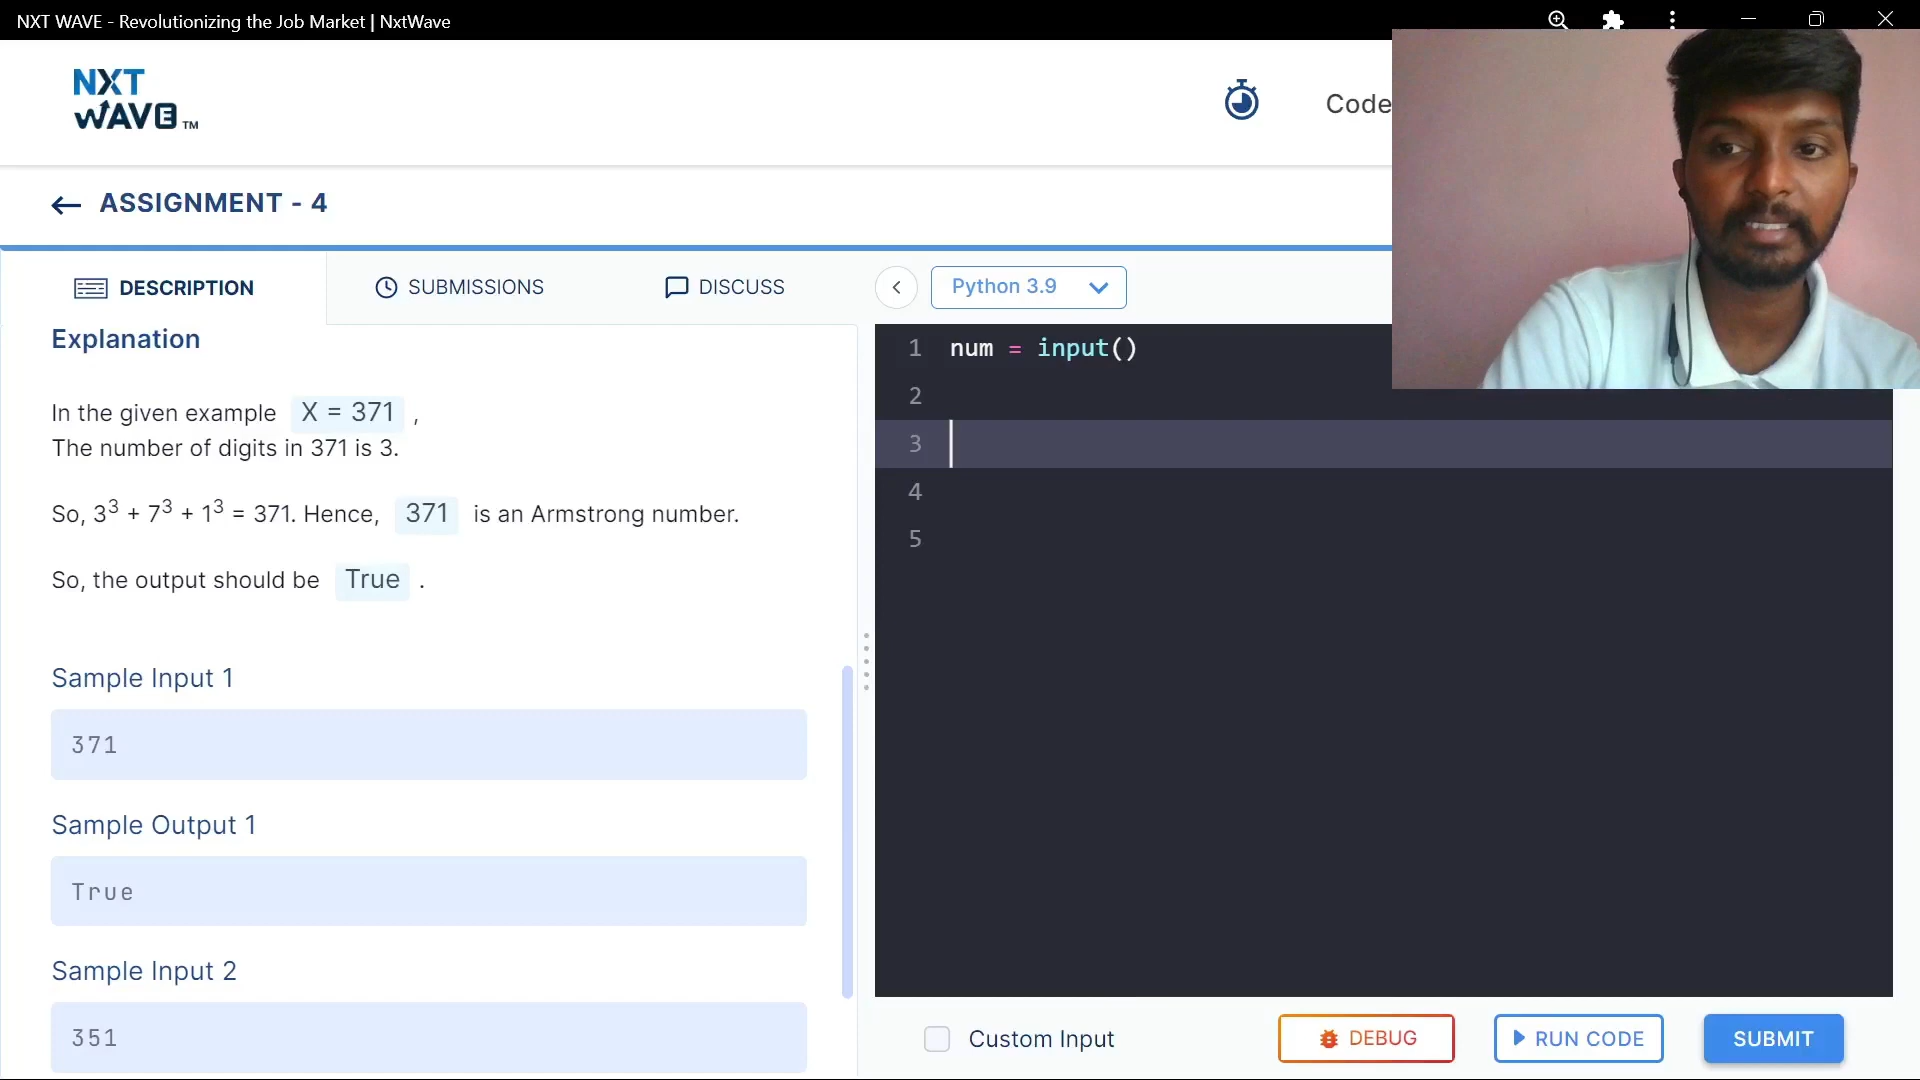 NXT WAVE - Revolutionizing the Job Market | NxtWave
NXT
WAVE TM
Code
ASSIGNMENT - 4
DESCRIPTION
SUBMISSIONS
DISCUSS
Python 3.9
Explanation
In the given example X = 371 ,
The number of digits in 371 is 3.
So, 3³ + 7³ + 1³ = 371. Hence, 371 is an Armstrong number.
So, the output should be True .
Sample Input 1
371
Sample Output 1
True
Sample Input 2
351
1 num = input()
2
3
4
5
Custom Input
DEBUG
RUN CODE
SUBMIT